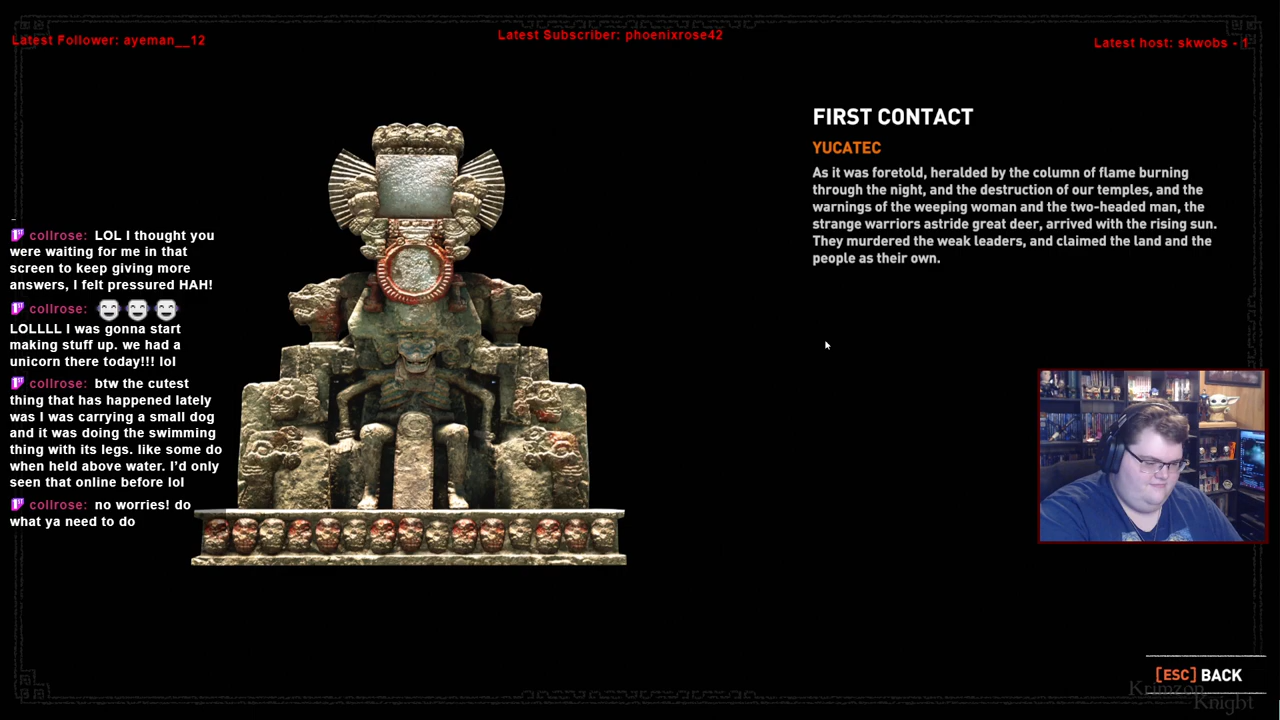 Latest Follower: ayeman__12
Latest Subscriber: phoenixrose42
Latest host: skwobs - 1
FIRST CONTACT
YUCATEC
As it was foretold, heralded by the column of flame burning
through the night, and the destruction of our temples, and the
warnings of the weeping woman and the two-headed man, the
strange warriors astride great deer, arrived with the rising sun.
They murdered the weak leaders, and claimed the land and the
people as their own.
collrose: LOL I thought you
were waiting for me in that
screen to keep giving more
answers, I felt pressured HAH!
collrose:
LOLLLL I was gonna start
making stuff up. we had a
unicorn there today!!! lol
collrose: btw the cutest
thing that has happened lately
was I was carrying a small dog
and it was doing the swimming
thing with its legs. like some do
when held above water. I'd only
seen that online before lol
collrose: no worries! do
what ya need to do
[ESC] BACK
Krimzon
Knight